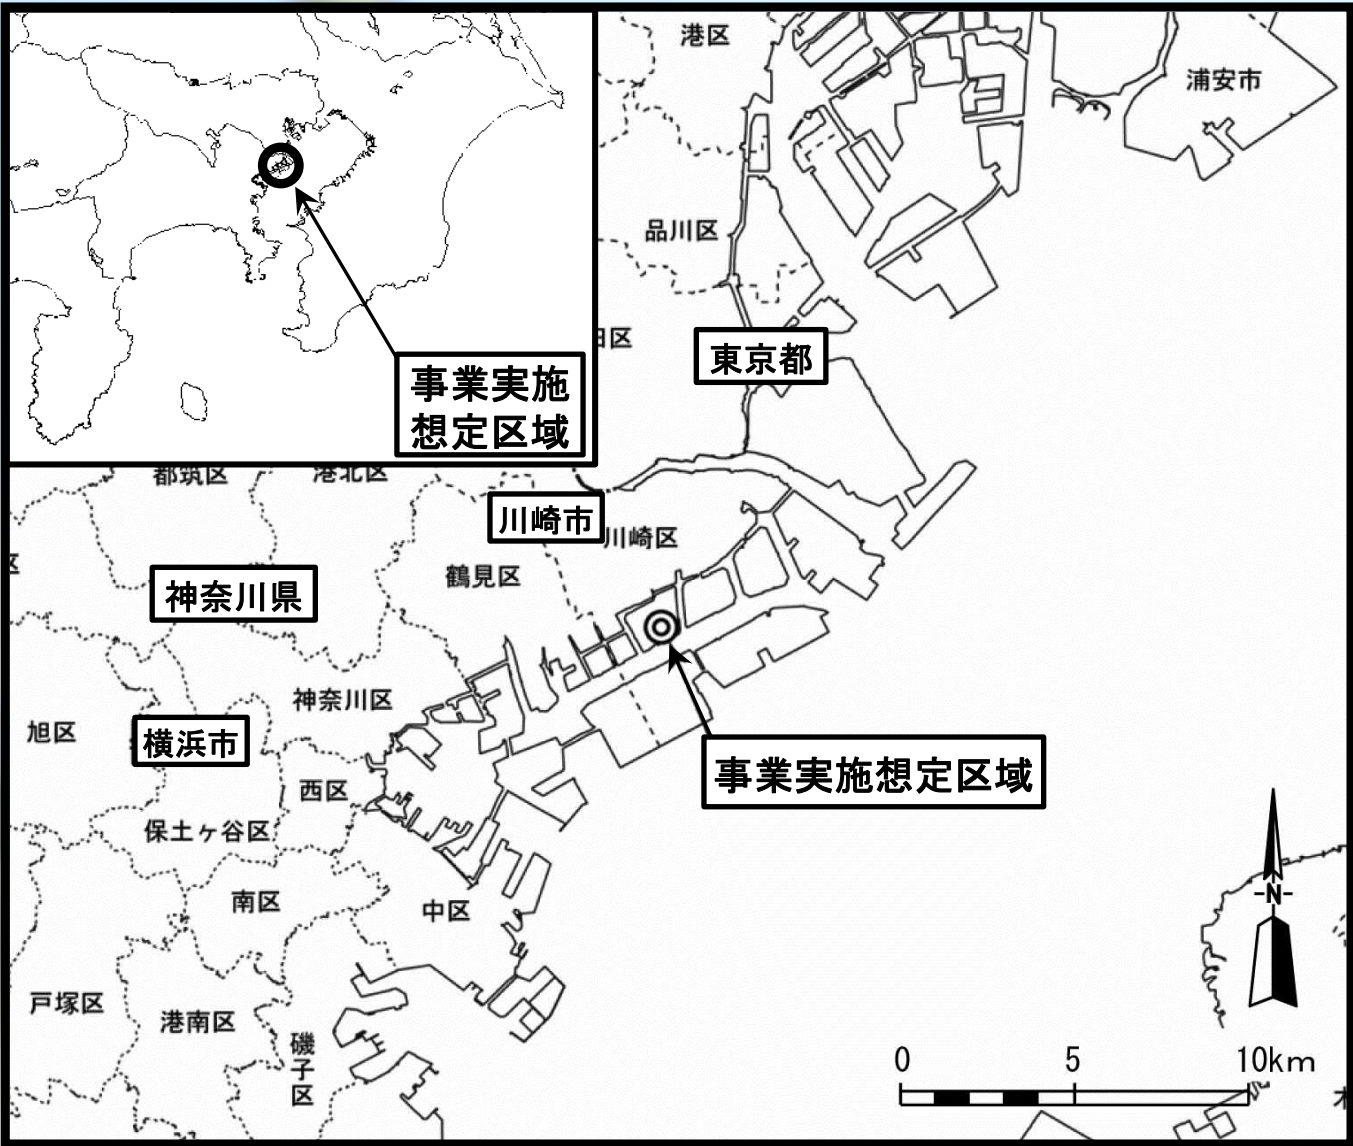 港区
浦安市
品川区
区
東京都
事業実施
想定区域
都筑区
港北区
川崎市
川崎区
鶴見区
区
神奈川県
神奈川区
旭区
横浜市
事業実施想定区域
西区
保土ヶ谷区
南区
中区
N
戸塚区
港南区
磯子区
0 5 10km